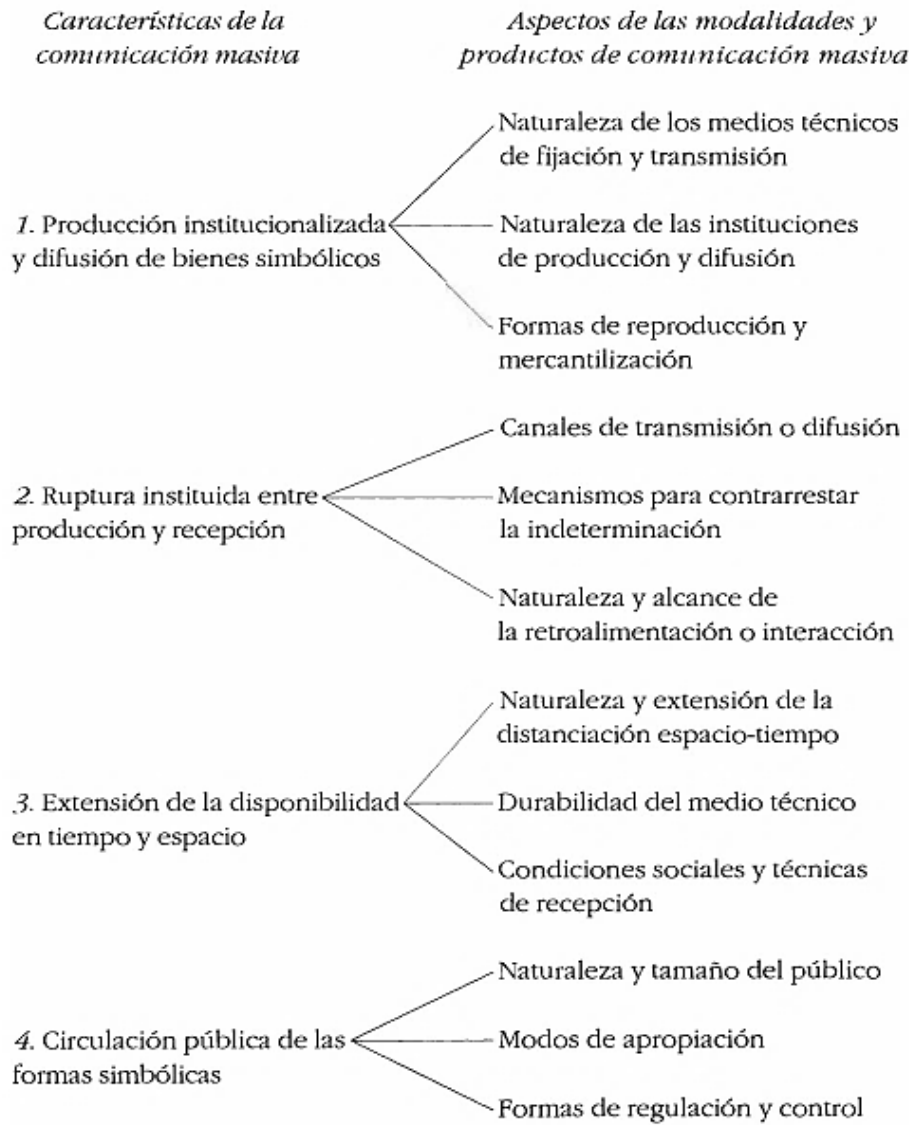 Características de la
comunicación masiva
Aspectos de las modalidades y
productos de comunicación masiva
1. Producción institucionalizada
y difusión de bienes simbólicos
Naturaleza de los medios técnicos
de fijación y transmisión
Naturaleza de las instituciones
de producción y difusión
Formas de reproducción y
mercantilización
2. Ruptura instituida entre
producción y recepción
Canales de transmisión o difusión
Mecanismos para contrarrestar
la indeterminación
Naturaleza y alcance de
la retroalimentación o interacción
3. Extensión de la disponibilidad
en tiempo y espacio
Naturaleza y extensión de la
distanciación espacio-tiempo
Durabilidad del medio técnico
Condiciones sociales y técnicas
de recepción
4. Circulación pública de las
formas simbólicas
Naturaleza y tamaño del público
Modos de apropiación
Formas de regulación y control